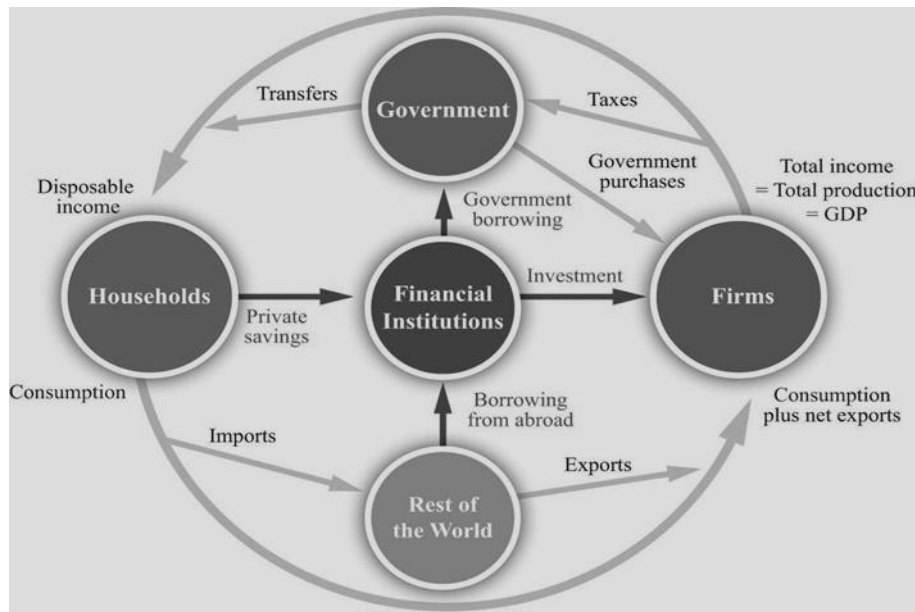 Transfers
Government
Taxes
Government
purchases
Total income
= Total production
= GDP
Disposable
income
Government
borrowing
Households
Private
savings
Financial
Institutions
Investment
Firms
Consumption
Borrowing
from abroad
Consumption
plus net exports
Imports
Exports
Rest of
the World